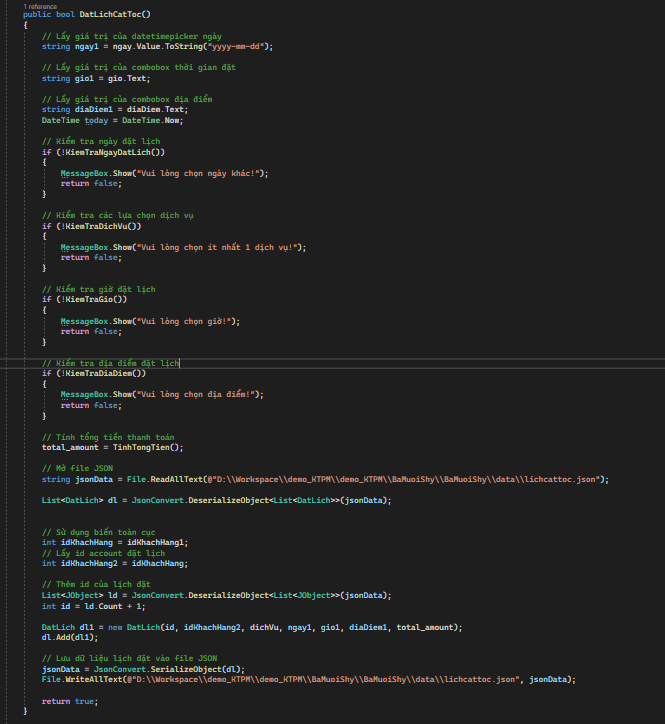 1 reference
public bool DatLichCatToc()
{
// Lấy giá trị của datetimepicker ngày
string ngay1 = ngay.Value.ToString("yyyy-mm-dd");
// Lấy giá trị của combobox thời gian đặt
string gio1 = gio.Text;
// Lấy giá trị của combobox địa điểm
string diaDiem1 = diaDiem.Text;
DateTime today = DateTime.Now;
// Kiểm tra ngày đặt lịch
if (!KiemTraNgayDatLich())
{
MessageBox.Show("Vui lòng chọn ngày khác!");
return false;
}
// Kiểm tra các lựa chọn dịch vụ
if (!KiemTraDichVu())
{
MessageBox.Show("Vui lòng chọn ít nhất 1 dịch vụ!");
return false;
}
// Kiểm tra giờ đặt lịch
if (!KiemTraGio())
{
MessageBox.Show("Vui lòng chọn giờ!");
return false;
}
// Kiểm tra địa điểm đặt lịch
if (!KiemTraDiaDiem())
{
MessageBox.Show("Vui lòng chọn địa điểm!");
return false;
}
// Tính tổng tiền thanh toán
total_amount = TinhTongTien();
// Mở file JSON
string jsonData = File.ReadAllText(@"D:\\Workspace\\demo_KTPM\\demo_KTPM\\BaMuoiShy\\BaMuoiShy\\data\\lichcattoc.json");
List<DatLich> dl = JsonConvert.DeserializeObject<List<DatLich>>(jsonData);
// Sử dụng biến toàn cục
int idKhachHang = idKhachHang1;
// Lấy id account đặt lịch
int idKhachHang2 = idKhachHang;
// Thêm id của lịch đặt
List<JObject> ld = JsonConvert.DeserializeObject<List<JObject>>(jsonData);
int id = ld.Count + 1;
DatLich dl1 = new DatLich(id, idKhachHang2, dichVu, ngay1, gio1, diaDiem1, total_amount);
dl.Add(dl1);
// Lưu dữ liệu lịch đặt vào file JSON
jsonData = JsonConvert.SerializeObject(dl);
File.WriteAllText(@"D:\\Workspace\\demo_KTPM\\demo_KTPM\\BaMuoiShy\\BaMuoiShy\\data\\lichcattoc.json", jsonData);
return true;
}